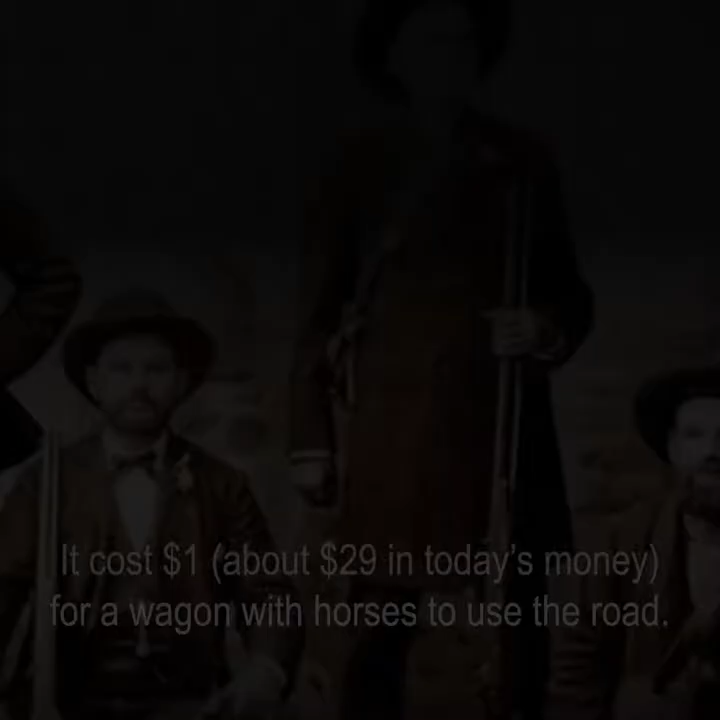 It cost $1 (about $29 in today’s money)
for a wagon with horses to use the road.